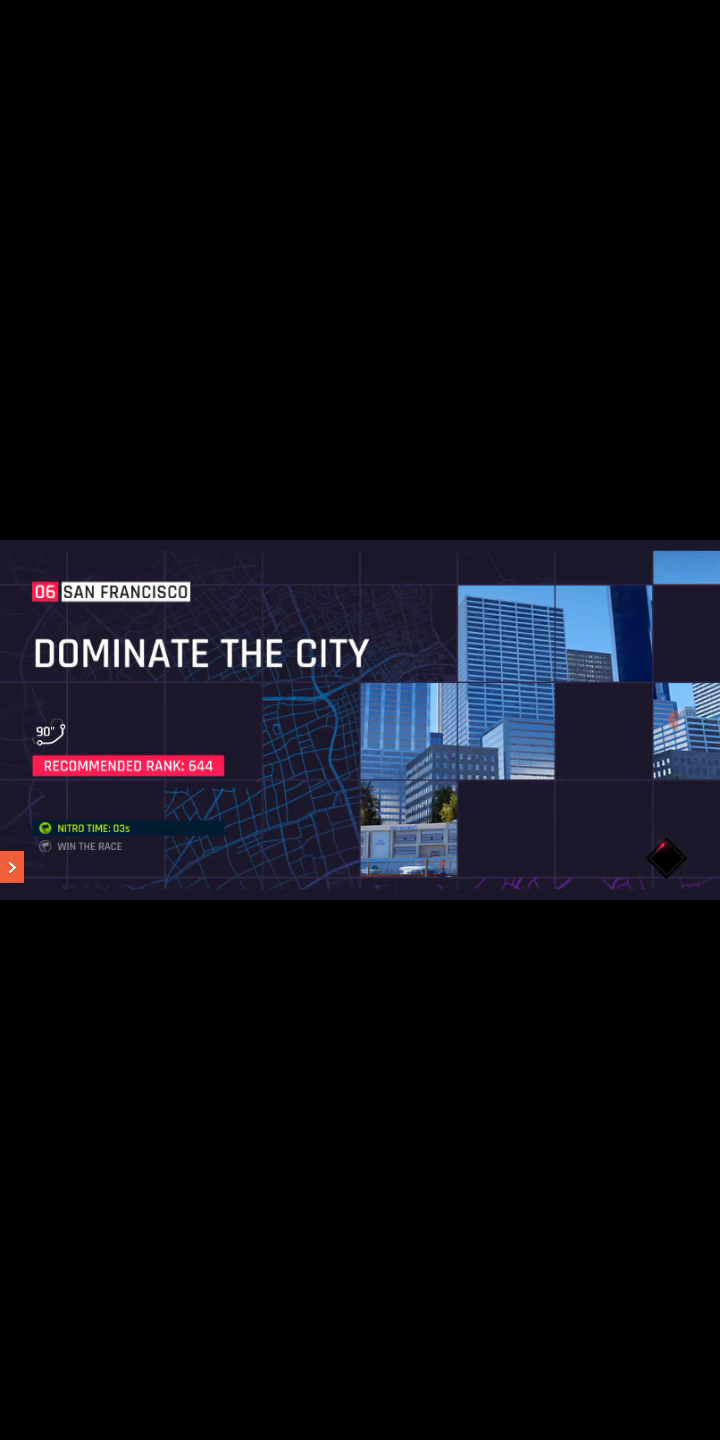 06 SAN FRANCISCO
DOMINATE THE CITY
90"
RECOMMENDED RANK: 644
NITRO TIME: 03s
WIN THE RACE